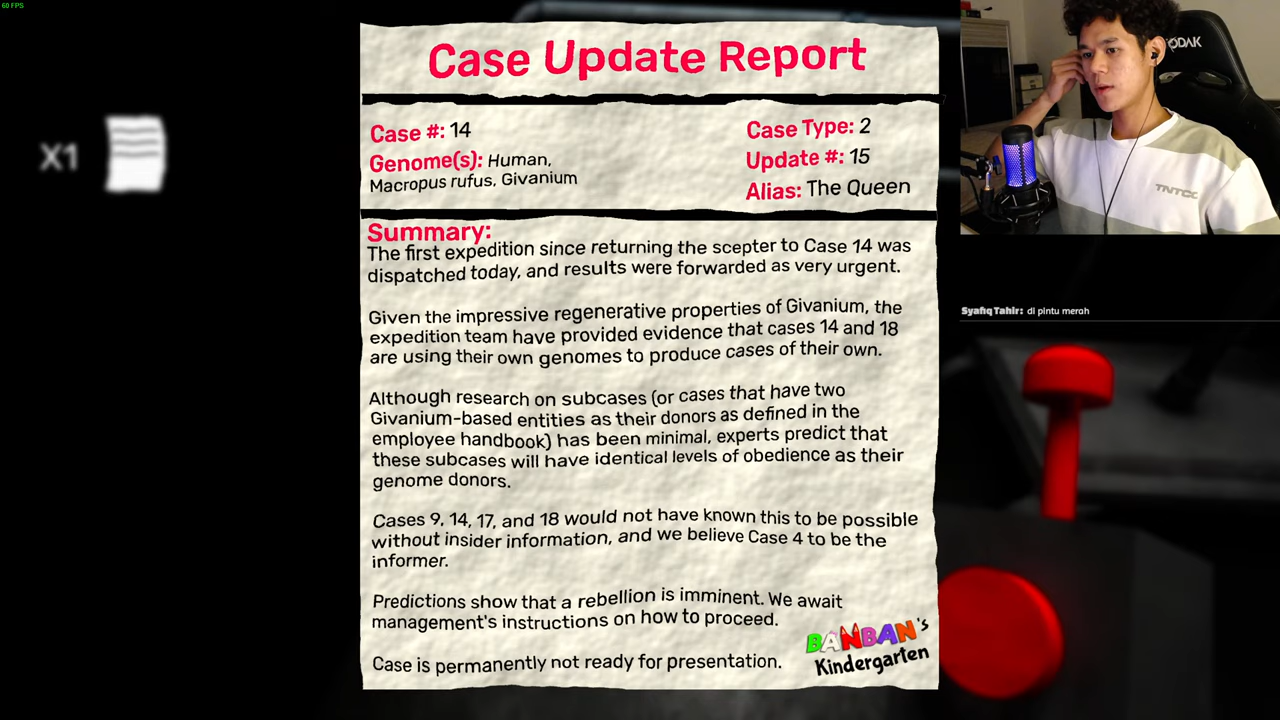 60 FPS
X1
Case Update Report
Case #: 14
Genome(s): Human,
Macropus rufus, Givanium
Case Type: 2
Update #: 15
Alias: The Queen
Summary:
The first expedition since returning the scepter to Case 14 was
dispatched today, and results were forwarded as very urgent.
Given the impressive regenerative properties of Givanium, the
expedition team have provided evidence that cases 14 and 18
are using their own genomes to produce cases of their own.
Although research on subcases (or cases that have two
Givanium-based entities as their donors as defined in the
employee handbook) has been minimal, experts predict that
these subcases will have identical levels of obedience as their
genome donors.
Cases 9, 14, 17, and 18 would not have known this to be possible
without insider information, and we believe Case 4 to be the
informer.
Predictions show that a rebellion is imminent. We await
management's instructions on how to proceed.
Case is permanently not ready for presentation.
BANBAN's
Kindergarten
Syafiq Tahir: di pintu merah